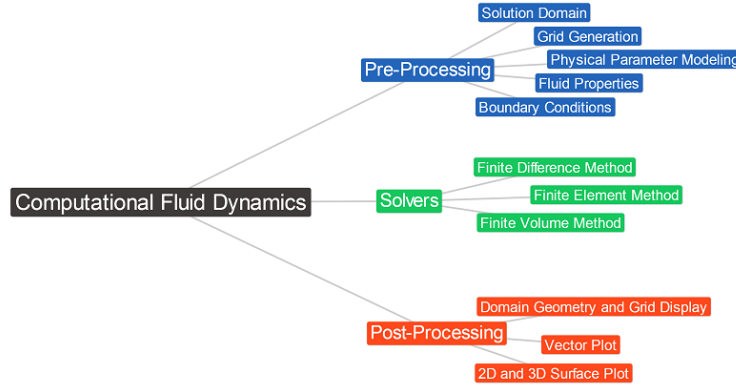 Computational Fluid Dynamics
Pre-Processing
Solution Domain
Grid Generation
Physical Parameter Modeling
Fluid Properties
Boundary Conditions
Solvers
Finite Difference Method
Finite Element Method
Finite Volume Method
Post-Processing
Domain Geometry and Grid Display
Vector Plot
2D and 3D Surface Plot